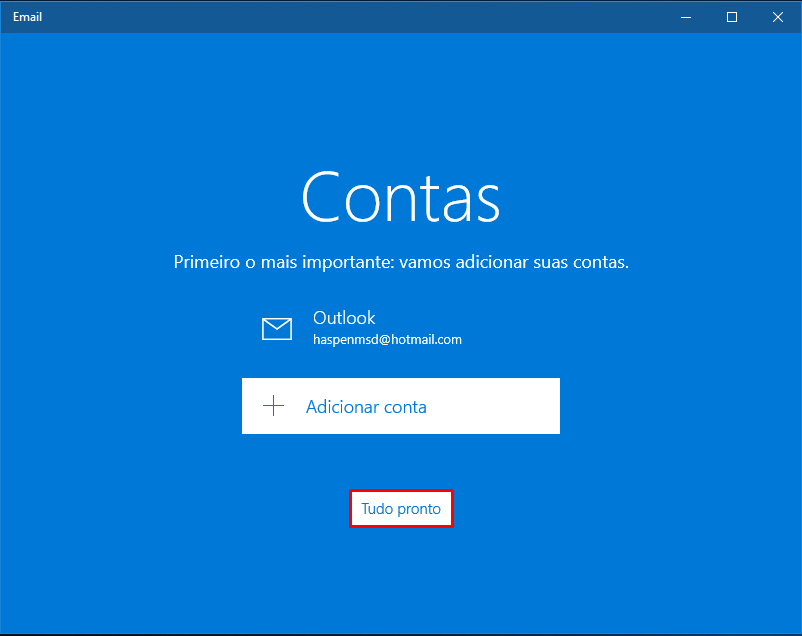 Email
Contas
Primeiro o mais importante: vamos adicionar suas contas.
Outlook
haspenmsd@hotmail.com
Adicionar conta
Tudo pronto